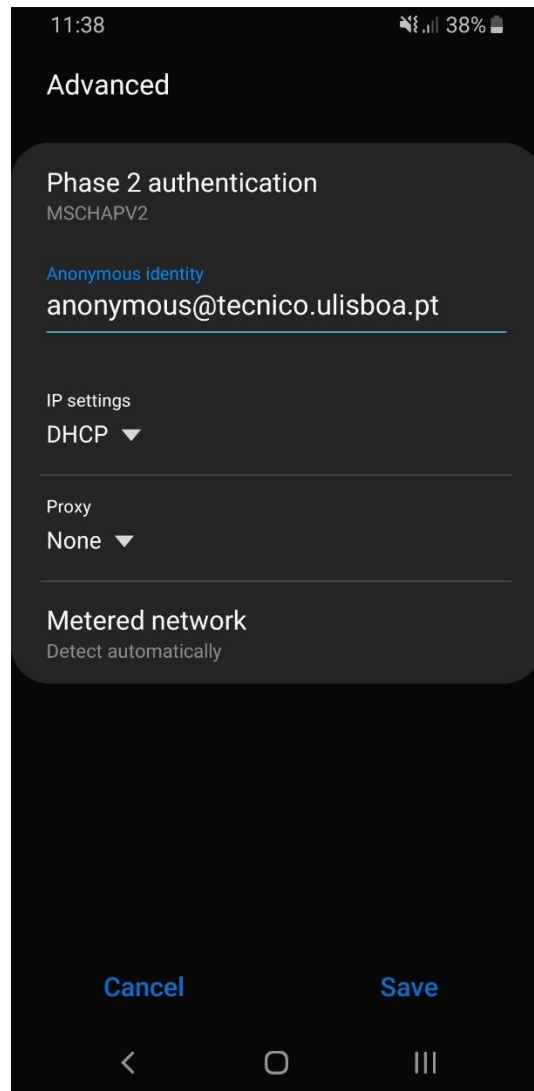 11:38 38%
Advanced
Phase 2 authentication
MSCHAPV2
Anonymous identity
anonymous@tecnico.ulisboa.pt
IP settings
DHCP
Proxy
None
Metered network
Detect automatically
Cancel Save